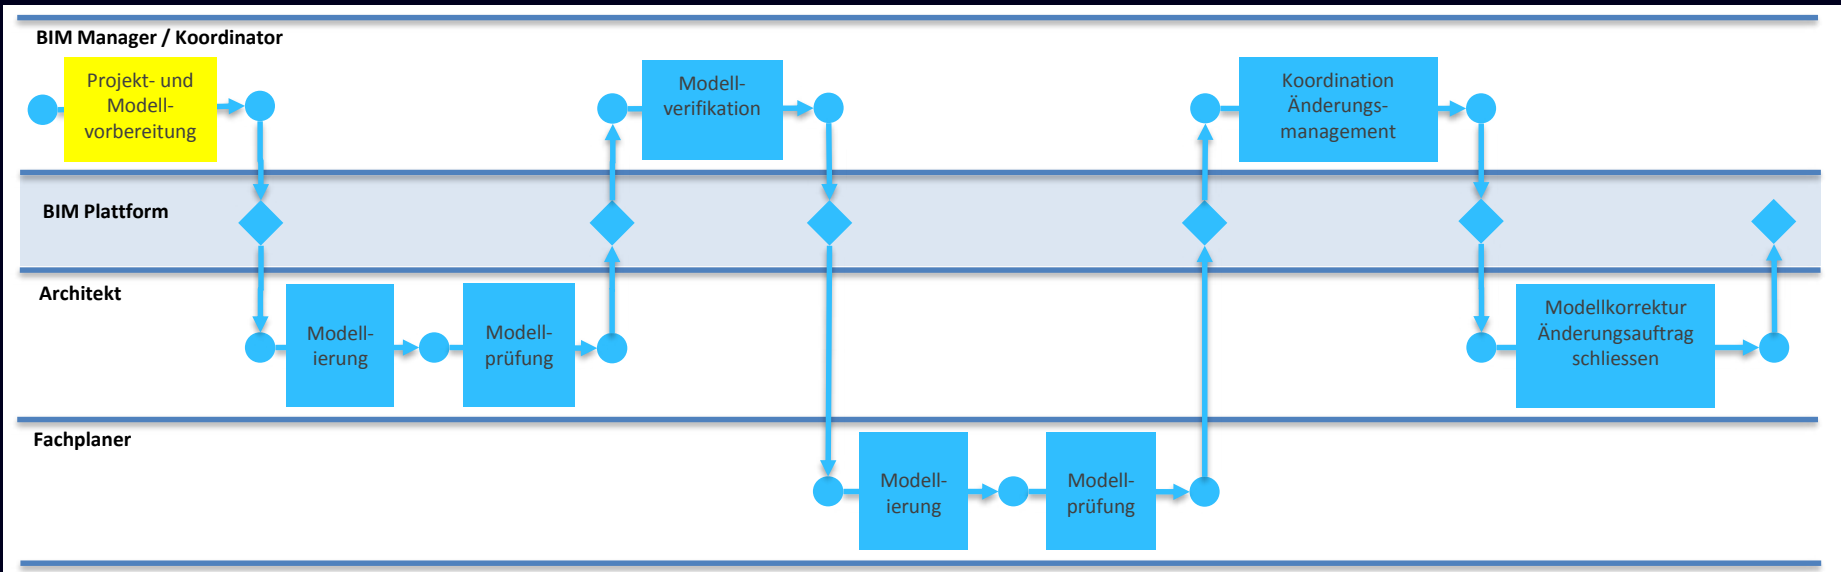 BIM Manager / Koordinator
Projekt- und
Modell-
vorbereitung
Modell-
verifikation
Koordination
Änderungs-
management
BIM Plattform
Architekt
Modell-
ierung
Modell-
prüfung
Modellkorrektur
Änderungsauftrag
schliessen
Fachplaner
Modell-
ierung
Modell-
prüfung